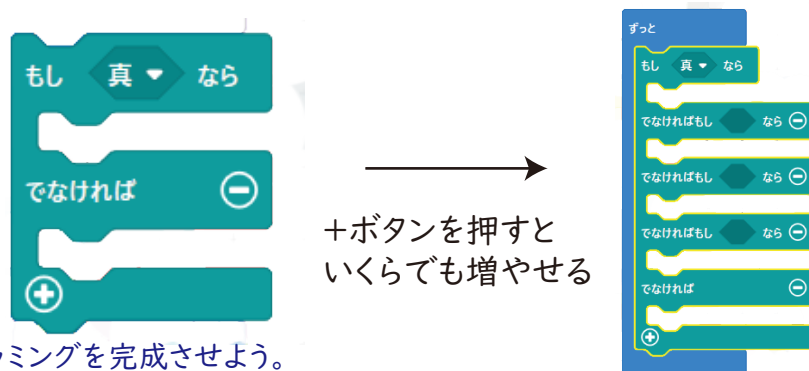 もし 真 なら
でなければ
+ボタンを押すと
いくらでも増やせる
ミングを完成させよう。
ずっと
もし 真 なら
でなければもし なら
でなければもし なら
でなければもし なら
でなければ